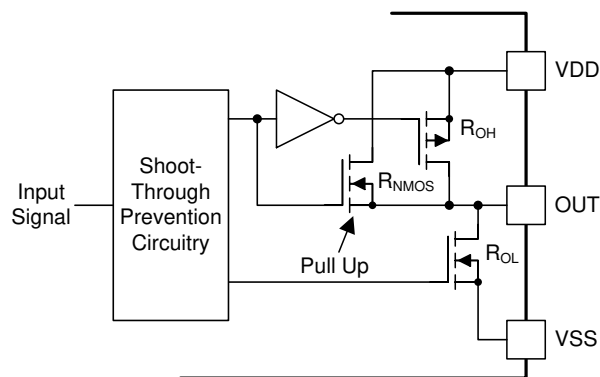 VDD
R_OH
Shoot-
Through
Prevention
Circuitry
Input
Signal
R_NMOS
OUT
Pull Up
R_OL
VSS